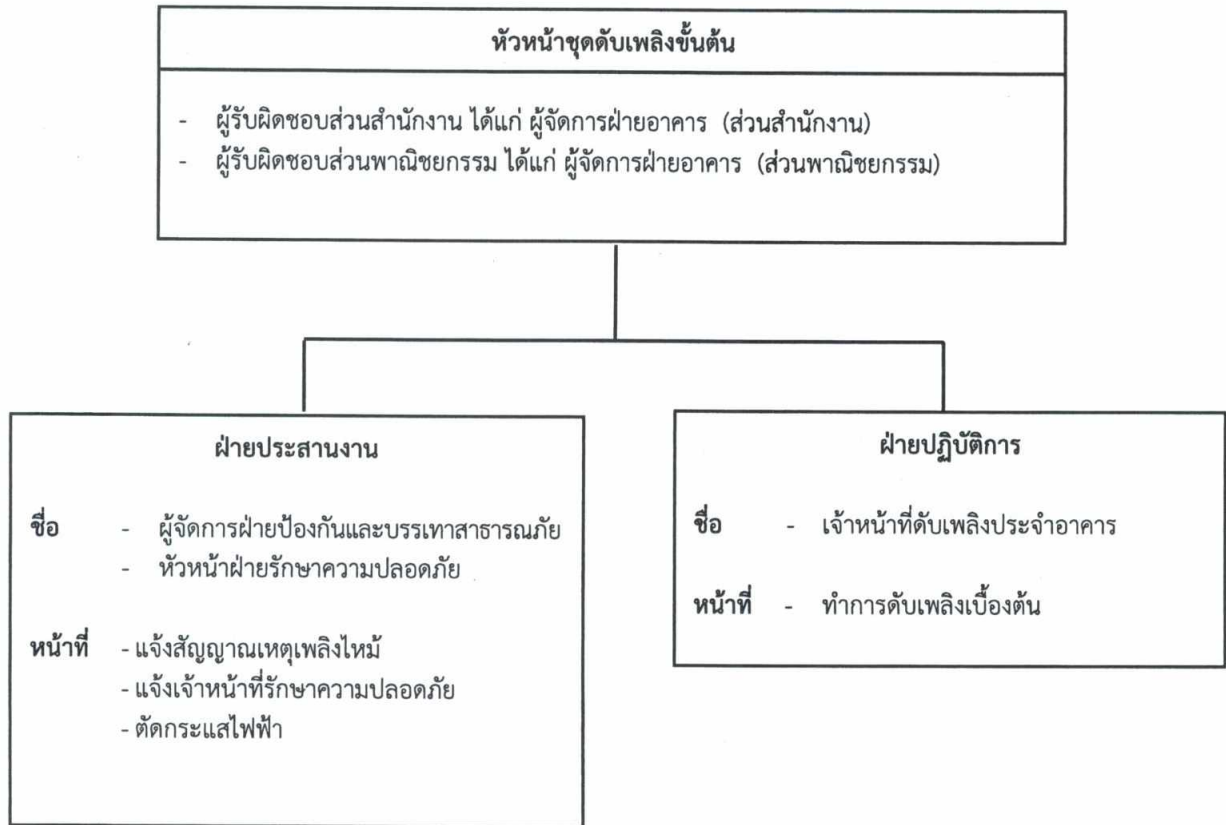 หัวหน้าชุดดับเพลิงขั้นต้น
- ผู้รับผิดชอบส่วนสำนักงาน ได้แก่ ผู้จัดการฝ่ายอาคาร (ส่วนสำนักงาน)
- ผู้รับผิดชอบส่วนพาณิชยกรรม ได้แก่ ผู้จัดการฝ่ายอาคาร (ส่วนพาณิชยกรรม)
ฝ่ายประสานงาน
ชื่อ - ผู้จัดการฝ่ายป้องกันและบรรเทาสาธารณภัย
- หัวหน้าฝ่ายรักษาความปลอดภัย
หน้าที่ - แจ้งสัญญาณเหตุเพลิงไหม้
- แจ้งเจ้าหน้าที่รักษาความปลอดภัย
- ตัดกระแสไฟฟ้า
ฝ่ายปฏิบัติการ
ชื่อ - เจ้าหน้าที่ดับเพลิงประจำอาคาร
หน้าที่ - ทำการดับเพลิงเบื้องต้น